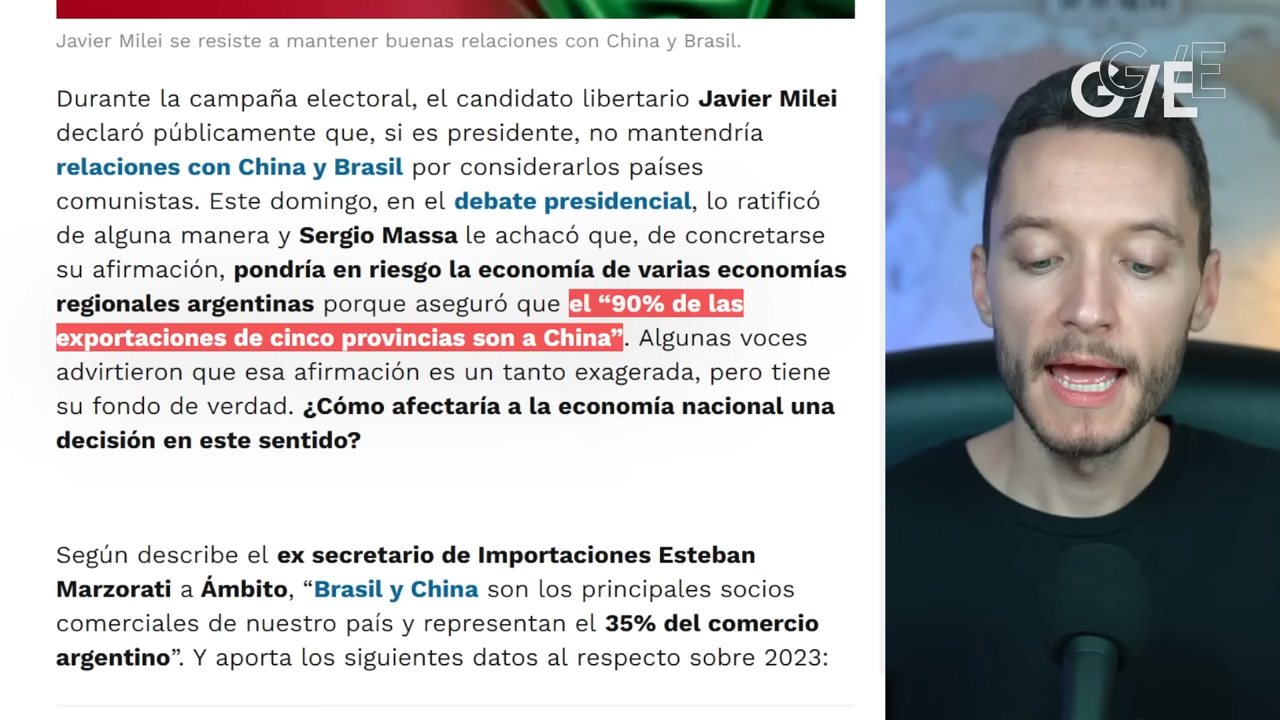 Javier Milei se resiste a mantener buenas relaciones con China y Brasil.
Durante la campaña electoral, el candidato libertario Javier Milei
declaró públicamente que, si es presidente, no mantendría
relaciones con China y Brasil por considerarlos países
comunistas. Este domingo, en el debate presidencial, lo ratificó
de alguna manera y Sergio Massa le achacó que, de concretarse
su afirmación, pondría en riesgo la economía de varias economías
regionales argentinas porque aseguró que el “90% de las
exportaciones de cinco provincias son a China”. Algunas voces
advirtieron que esa afirmación es un tanto exagerada, pero tiene
su fondo de verdad. ¿Cómo afectaría a la economía nacional una
decisión en este sentido?
Según describe el ex secretario de Importaciones Esteban
Marzorati a Ámbito, “Brasil y China son los principales socios
comerciales de nuestro país y representan el 35% del comercio
argentino”. Y aporta los siguientes datos al respecto sobre 2023:
G/E
G/E